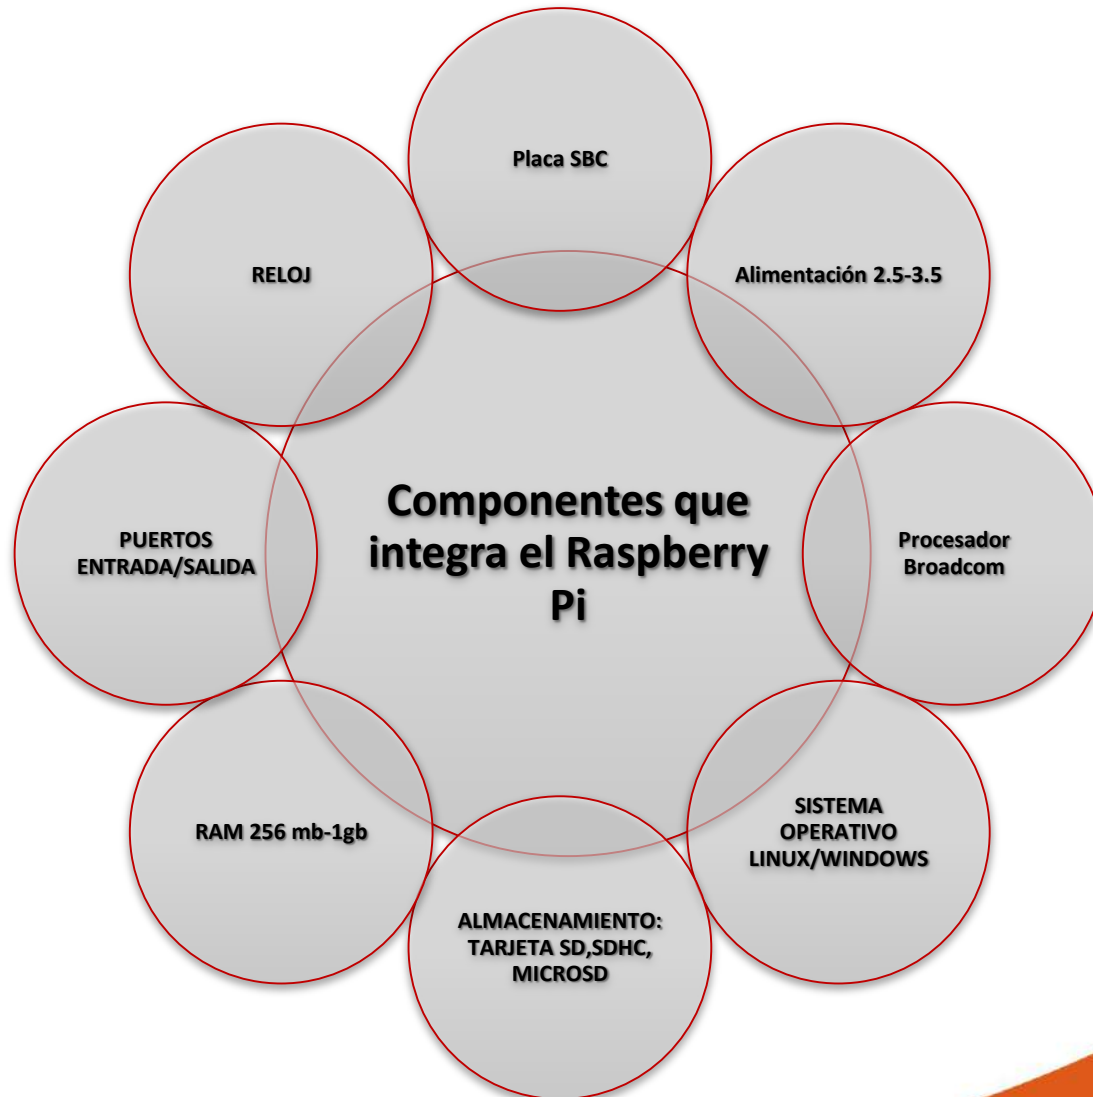 Placa SBC
RELOJ
Alimentación 2.5-3.5
Componentes que
integra el Raspberry
Pi
PUERTOS
ENTRADA/SALIDA
Procesador
Broadcom
RAM 256 mb-1gb
SISTEMA
OPERATIVO
LINUX/WINDOWS
ALMACENAMIENTO:
TARJETA SD,SDHC,
MICROSD